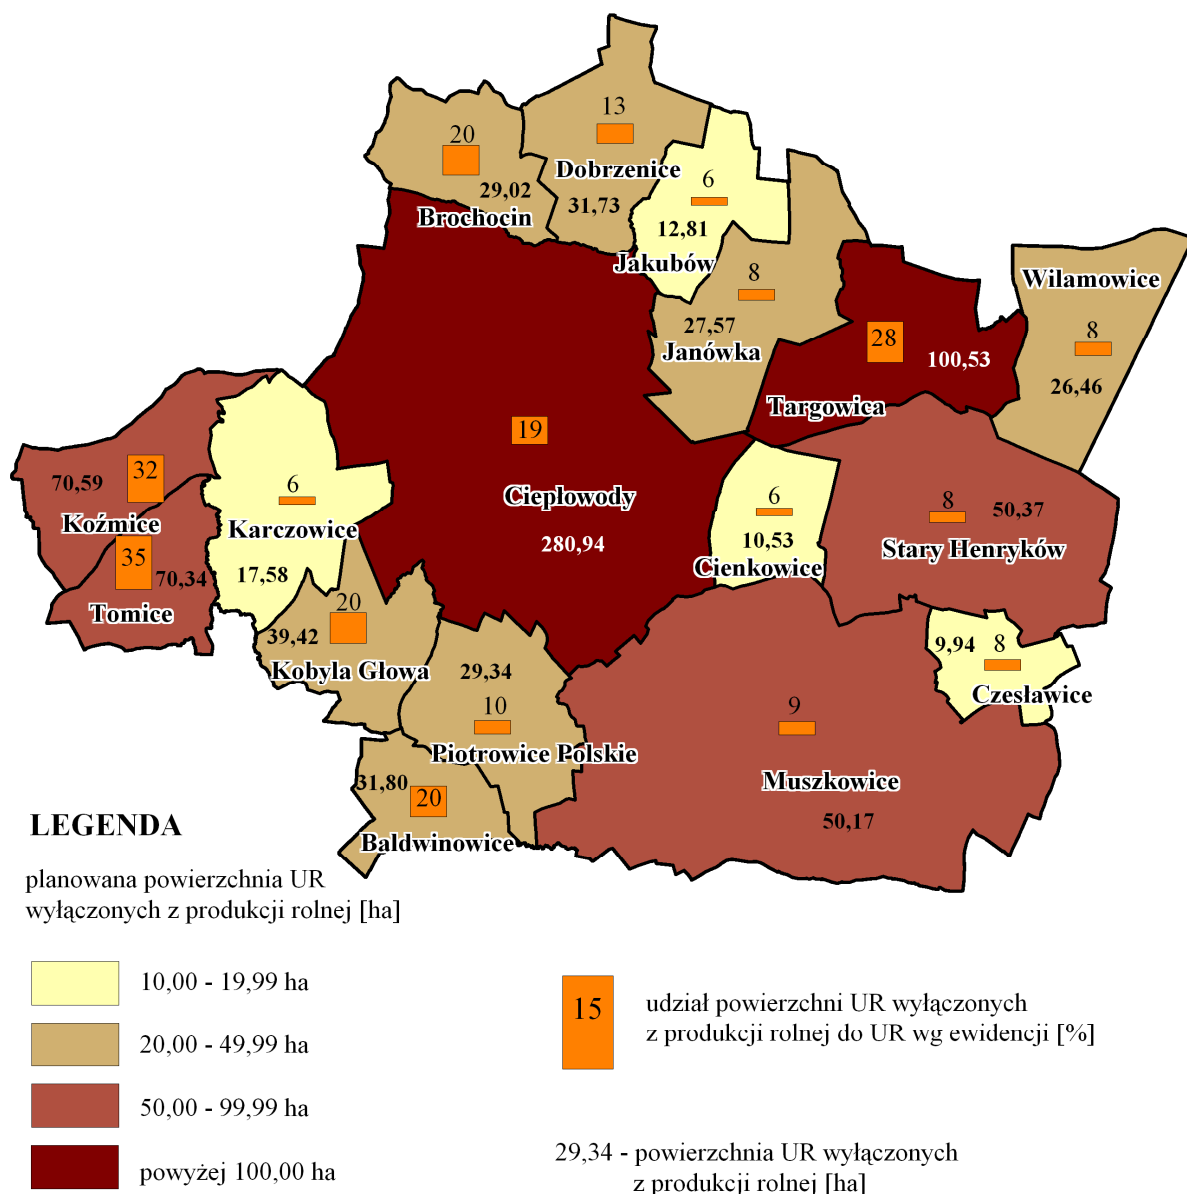 13
20
Dobrzenice
29,02
31,73
Brochocin
6
12,81
Jakubów
8
27,57
Janówka
Wilamowice
8
26,46
28
100,53
Targowica
19
Ciepłowody
280,94
32
70,59
Koźmice
35
70,34
Tomice
6
Karczowice
17,58
6
10,53
Cienkowice
8
50,37
Stary Henryków
20
39,42
Kobyla Głowa
29,34
10
Piotrowice Polskie
9,94
8
Czesławice
9
Muszkowice
50,17
31,80
20
Baldwinowice
LEGENDA
planowana powierzchnia UR
wyłączonych z produkcji rolnej [ha]
10,00 - 19,99 ha
20,00 - 49,99 ha
50,00 - 99,99 ha
powyżej 100,00 ha
15
udział powierzchni UR wyłączonych
z produkcji rolnej do UR wg ewidencji [%]
29,34 - powierzchnia UR wyłączonych
z produkcji rolnej [ha]